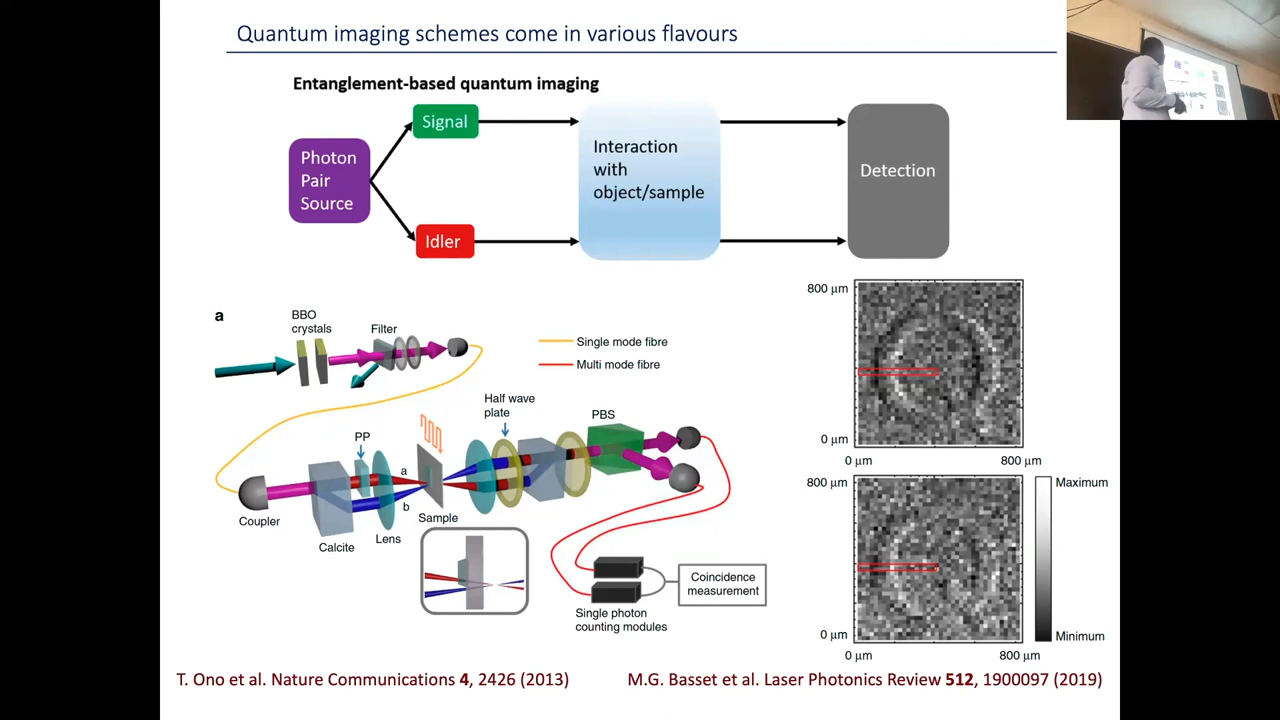 Quantum imaging schemes come in various flavours
Entanglement-based quantum imaging
Signal
Photon
Pair
Source
Idler
Interaction
with
object/sample
Detection
a
BBO
crystals
Filter
Single mode fibre
Multi mode fibre
Half wave
plate
PBS
PP
a
b
Coupler
Calcite
Lens
Sample
Coincidence
measurement
Single photon
counting modules
800 µm
0 µm
0 µm
800 µm
800 µm
0 µm
0 µm
800 µm
Maximum
Minimum
T. Ono et al. Nature Communications 4, 2426 (2013)
M.G. Basset et al. Laser Photonics Review 512, 1900097 (2019)